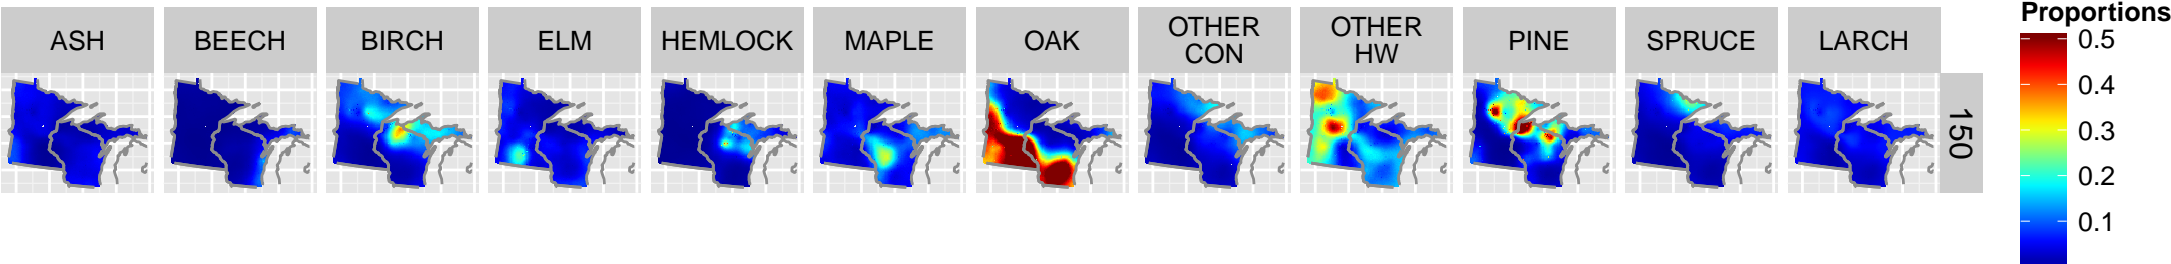 ASH
BEECH
BIRCH
ELM
HEMLOCK
MAPLE
OAK
OTHER
CON
OTHER
HW
PINE
SPRUCE
LARCH
150
Proportions
0.5
0.4
0.3
0.2
0.1